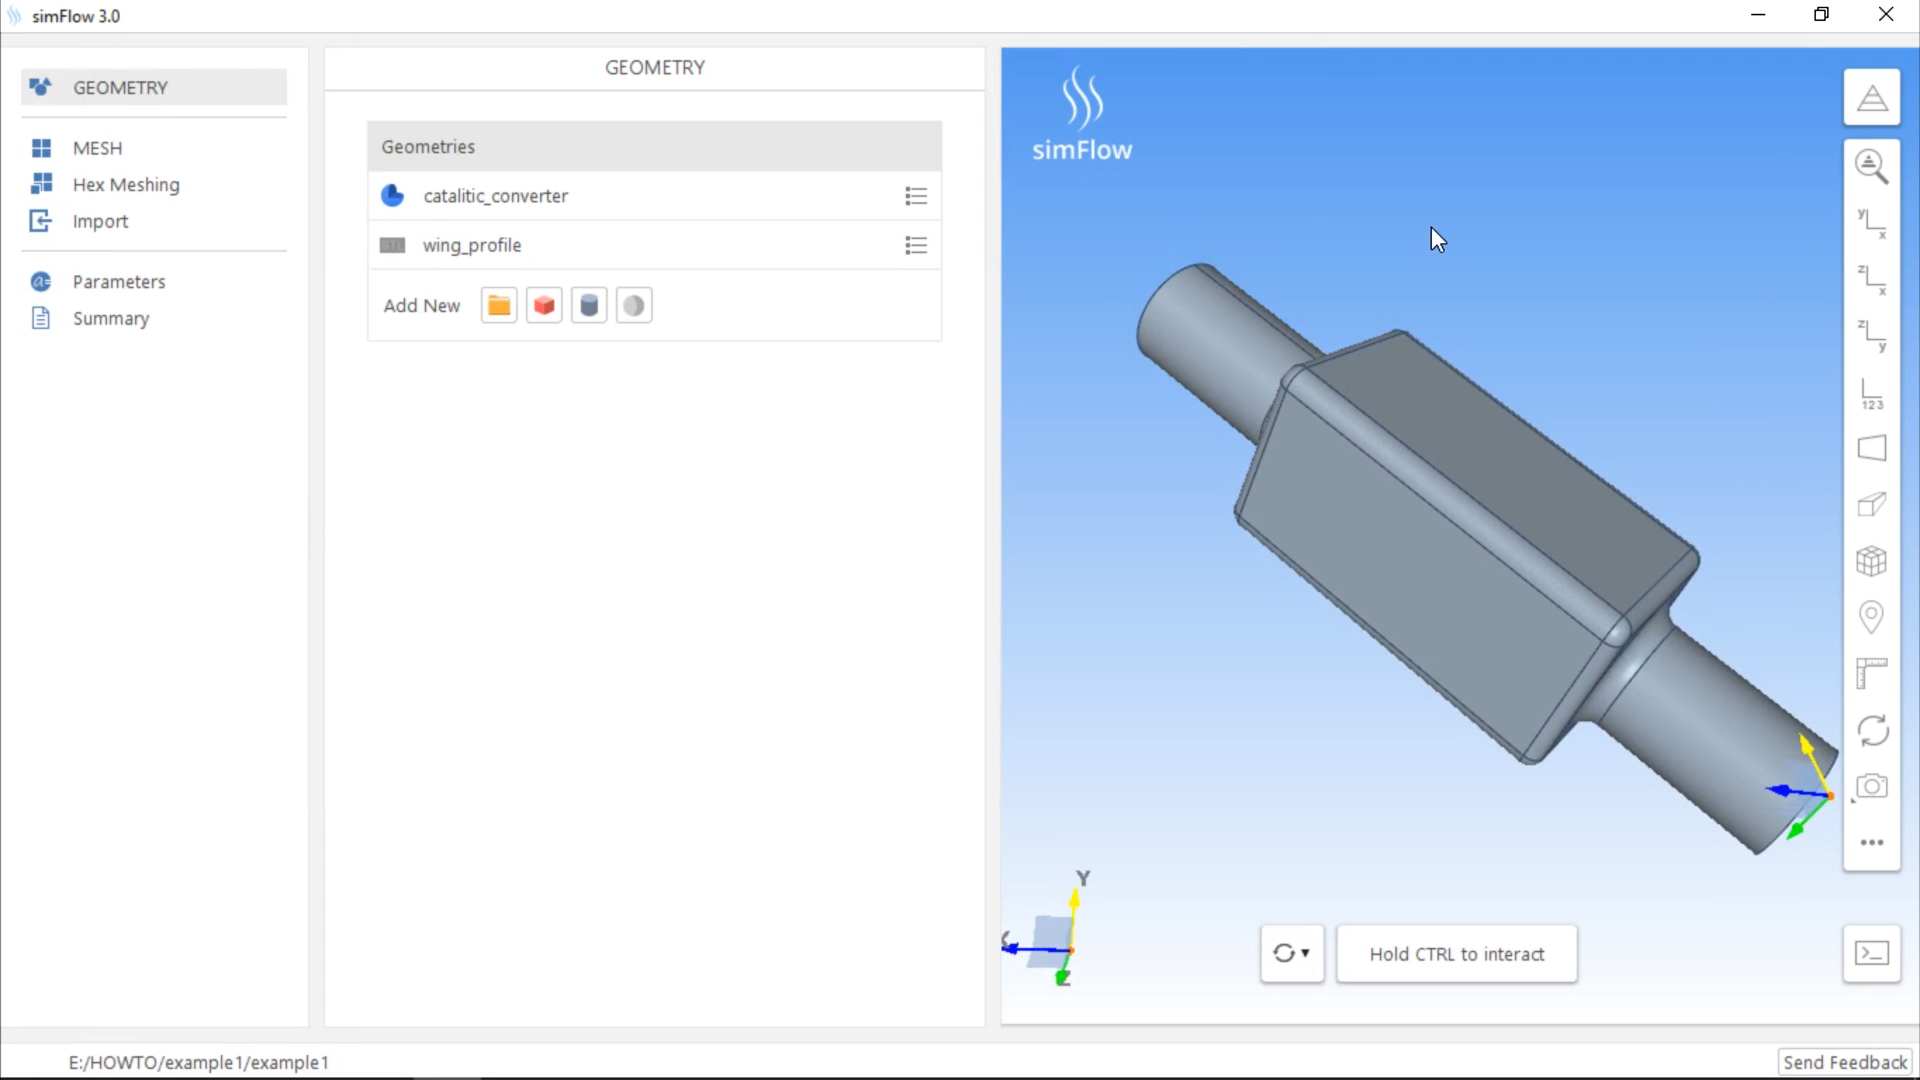 simFlow 3.0
GEOMETRY
MESH
Hex Meshing
Import
Parameters
Summary
GEOMETRY
Geometries
catalitic_converter
wing_profile
Add New
simFlow
y
x
z
x
z
y
123
Y
Z
Hold CTRL to interact
E:/HOWTO/example1/example1
Send Feedback